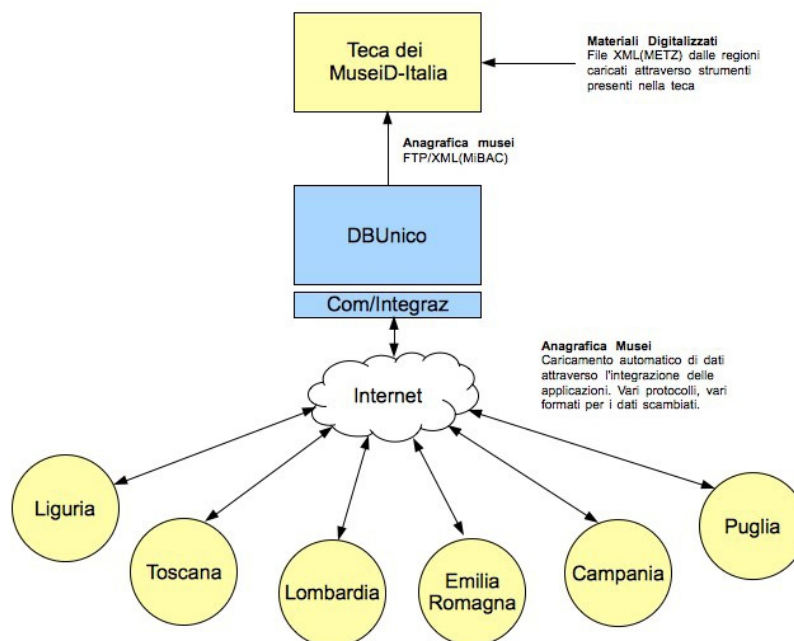 Teca dei
MuseiD-Italia
Materiali Digitalizzati
File XML(METZ) dalle regioni
caricati attraverso strumenti
presenti nella teca
Anagrafica musei
FTP/XML(MiBAC)
DBUnico
Com/Integraz
Anagrafica Musei
Caricamento automatico di dati
attraverso l'integrazione delle
applicazioni. Vari protocolli, vari
formati per i dati scambiati.
Internet
Liguria
Toscana
Lombardia
Emilia
Romagna
Campania
Puglia